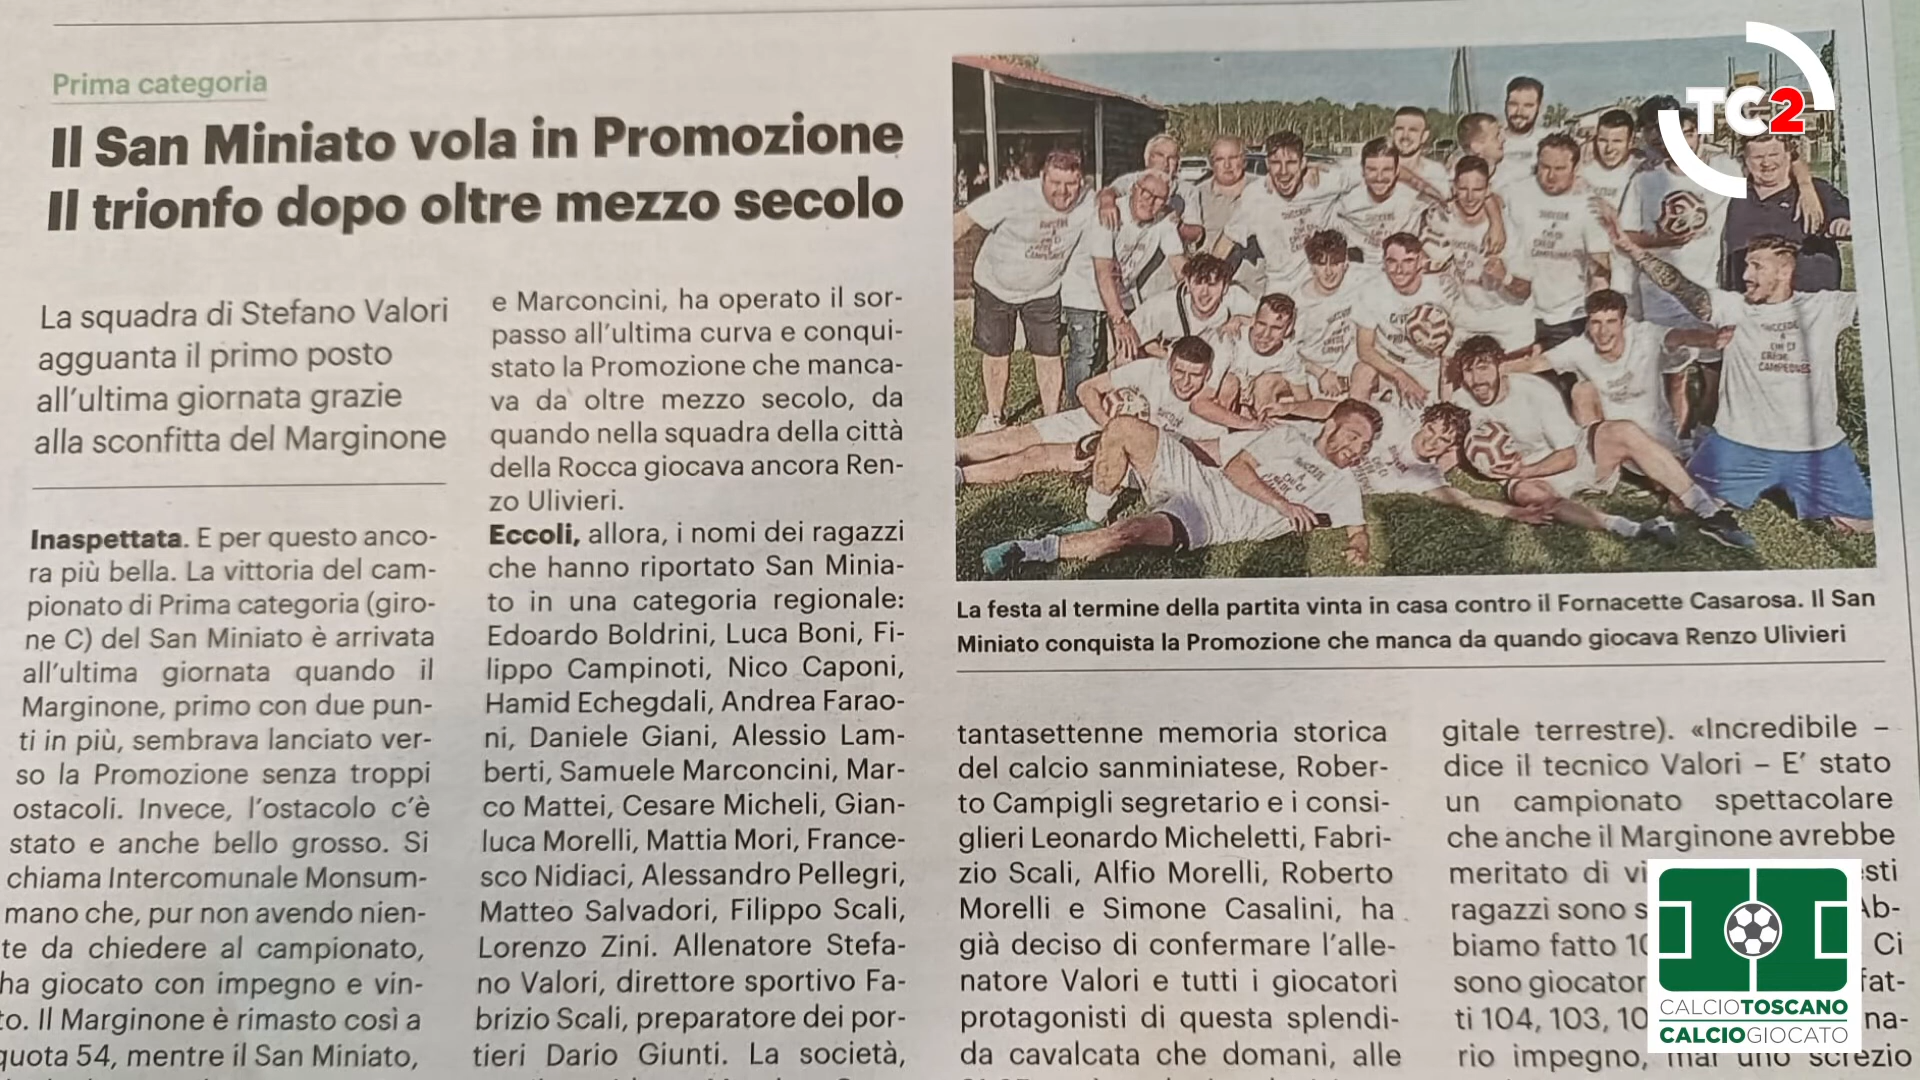 Prima categoria
Il San Miniato vola in Promozione
Il trionfo dopo oltre mezzo secolo
La squadra di Stefano Valori
agguanta il primo posto
all'ultima giornata grazie
alla sconfitta del Marginone
Inaspettata. E per questo anco-
ra più bella. La vittoria del cam-
pionato di Prima categoria (giro-
ne C) del San Miniato è arrivata
all'ultima giornata quando il
Marginone, primo con due pun-
ti in più, sembrava lanciato ver-
so la Promozione senza troppi
ostacoli. Invece, l'ostacolo c'è
stato e anche bello grosso. Si
chiama Intercomunale Monsum-
mano che, pur non avendo nien-
te da chiedere al campionato,
ha giocato con impegno e vin-
to. Il Marginone è rimasto così a
quota 54, mentre il San Miniato,
e Marconcini, ha operato il sor-
passo all'ultima curva e conqui-
stato la Promozione che manca-
va da oltre mezzo secolo, da
quando nella squadra della città
della Rocca giocava ancora Ren-
zo Ulivieri.
Eccoli, allora, i nomi dei ragazzi
che hanno riportato San Minia-
to in una categoria regionale:
Edoardo Boldrini, Luca Boni, Fi-
lippo Campinoti, Nico Caponi,
Hamid Echegdali, Andrea Farao-
ni, Daniele Giani, Alessio Lam-
berti, Samuele Marconcini, Mar-
co Mattei, Cesare Micheli, Gian-
luca Morelli, Mattia Mori, France-
sco Nidiaci, Alessandro Pellegri,
Matteo Salvadori, Filippo Scali,
Lorenzo Zini. Allenatore Stefa-
no Valori, direttore sportivo Fa-
brizio Scali, preparatore dei por-
tieri Dario Giunti. La società,
TC2
La festa al termine della partita vinta in casa contro il Fornacette Casarosa. Il San
Miniato conquista la Promozione che manca da quando giocava Renzo Ulivieri
tantasettenne memoria storica
del calcio sanminiatese, Rober-
to Campigli segretario e i consi-
glieri Leonardo Micheletti, Fabri-
zio Scali, Alfio Morelli, Roberto
Morelli e Simone Casalini, ha
già deciso di confermare l'alle-
natore Valori e tutti i giocatori
protagonisti di questa splendi-
da cavalcata che domani, alle
gitale terrestre). «Incredibile –
dice il tecnico Valori – E' stato
un campionato spettacolare
che anche il Marginone avrebbe
meritato di vi sti
ragazzi sono s Ab-
biamo fatto 10 Ci
sono giocator fat-
ti 104, 103, 10 na-
rio impegno, mai uno screzio
CALCIOTOSCANO
CALCIOGIOCATO